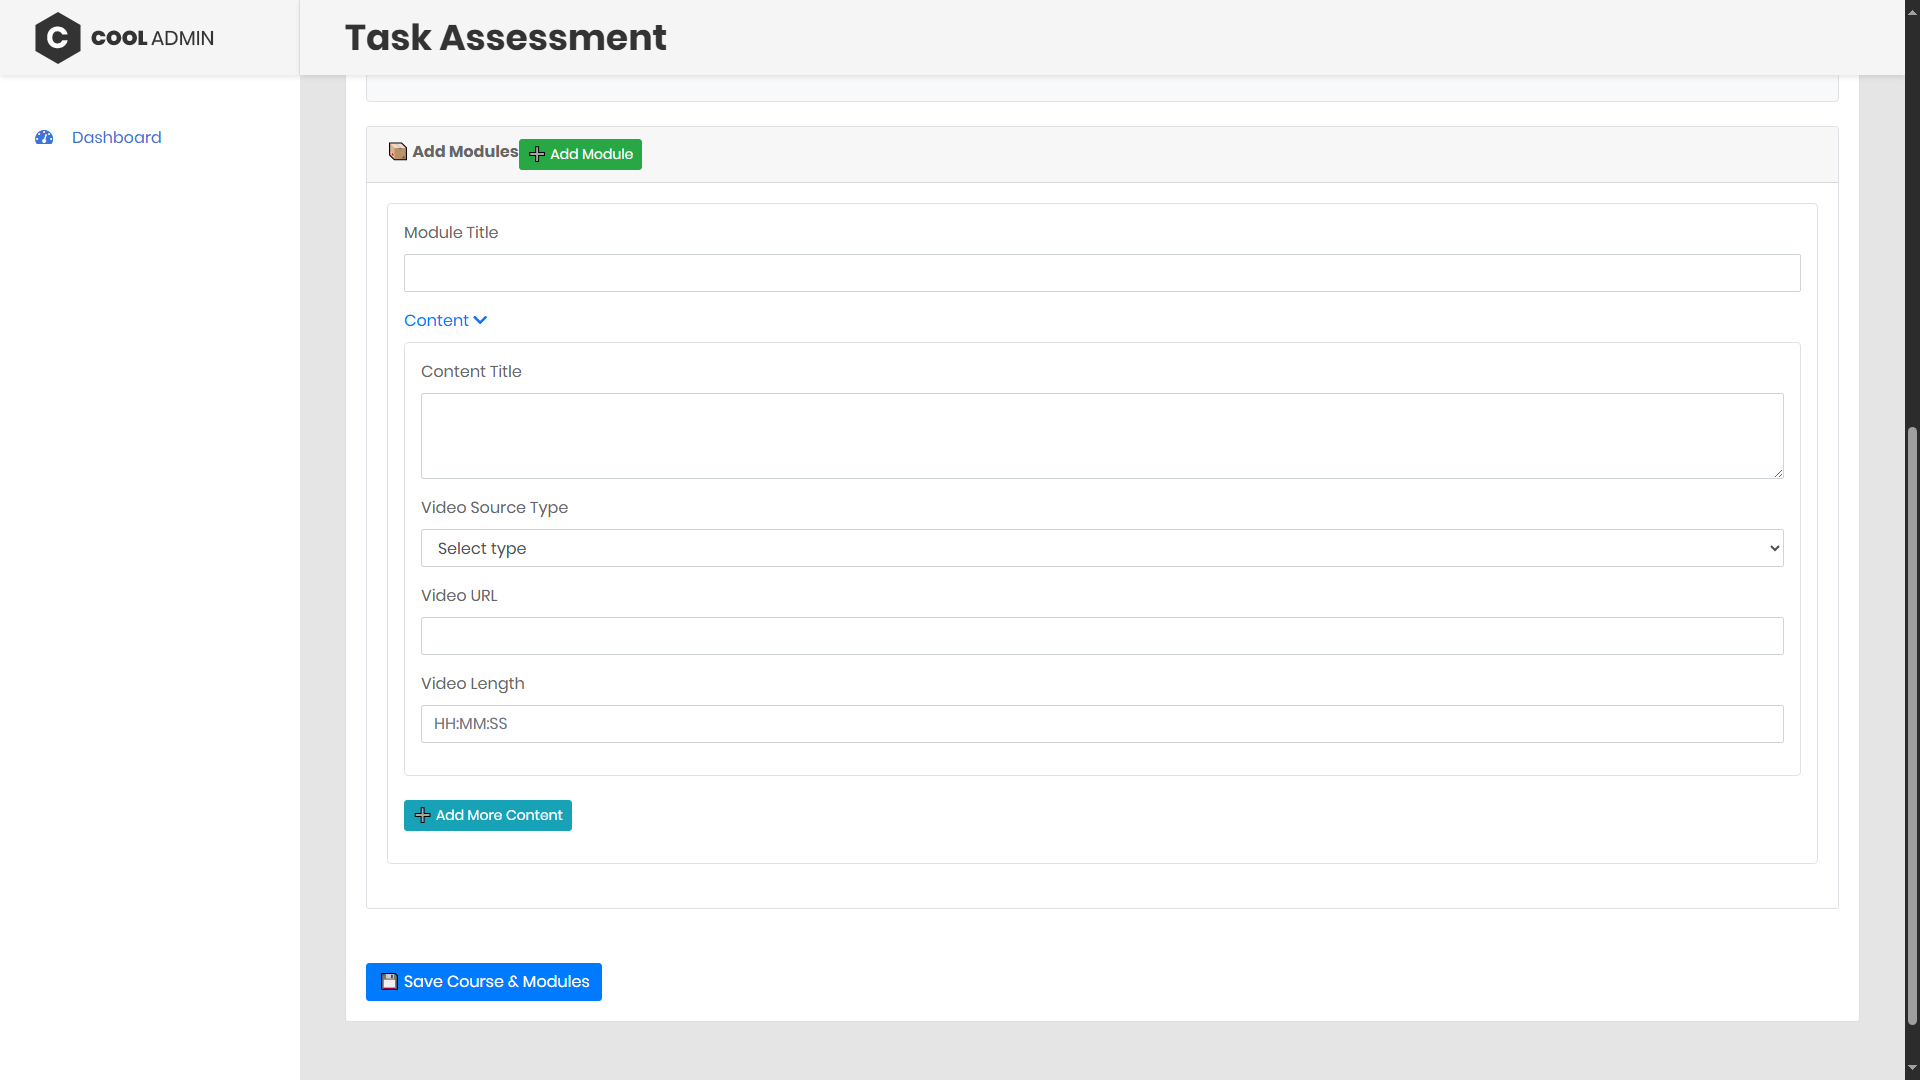 C COOL ADMIN
Task Assessment
Dashboard
Add Modules
Add Module
Module Title
Content
Content Title
Video Source Type
Select type
Video URL
Video Length
HH:MM:SS
Add More Content
Save Course & Modules